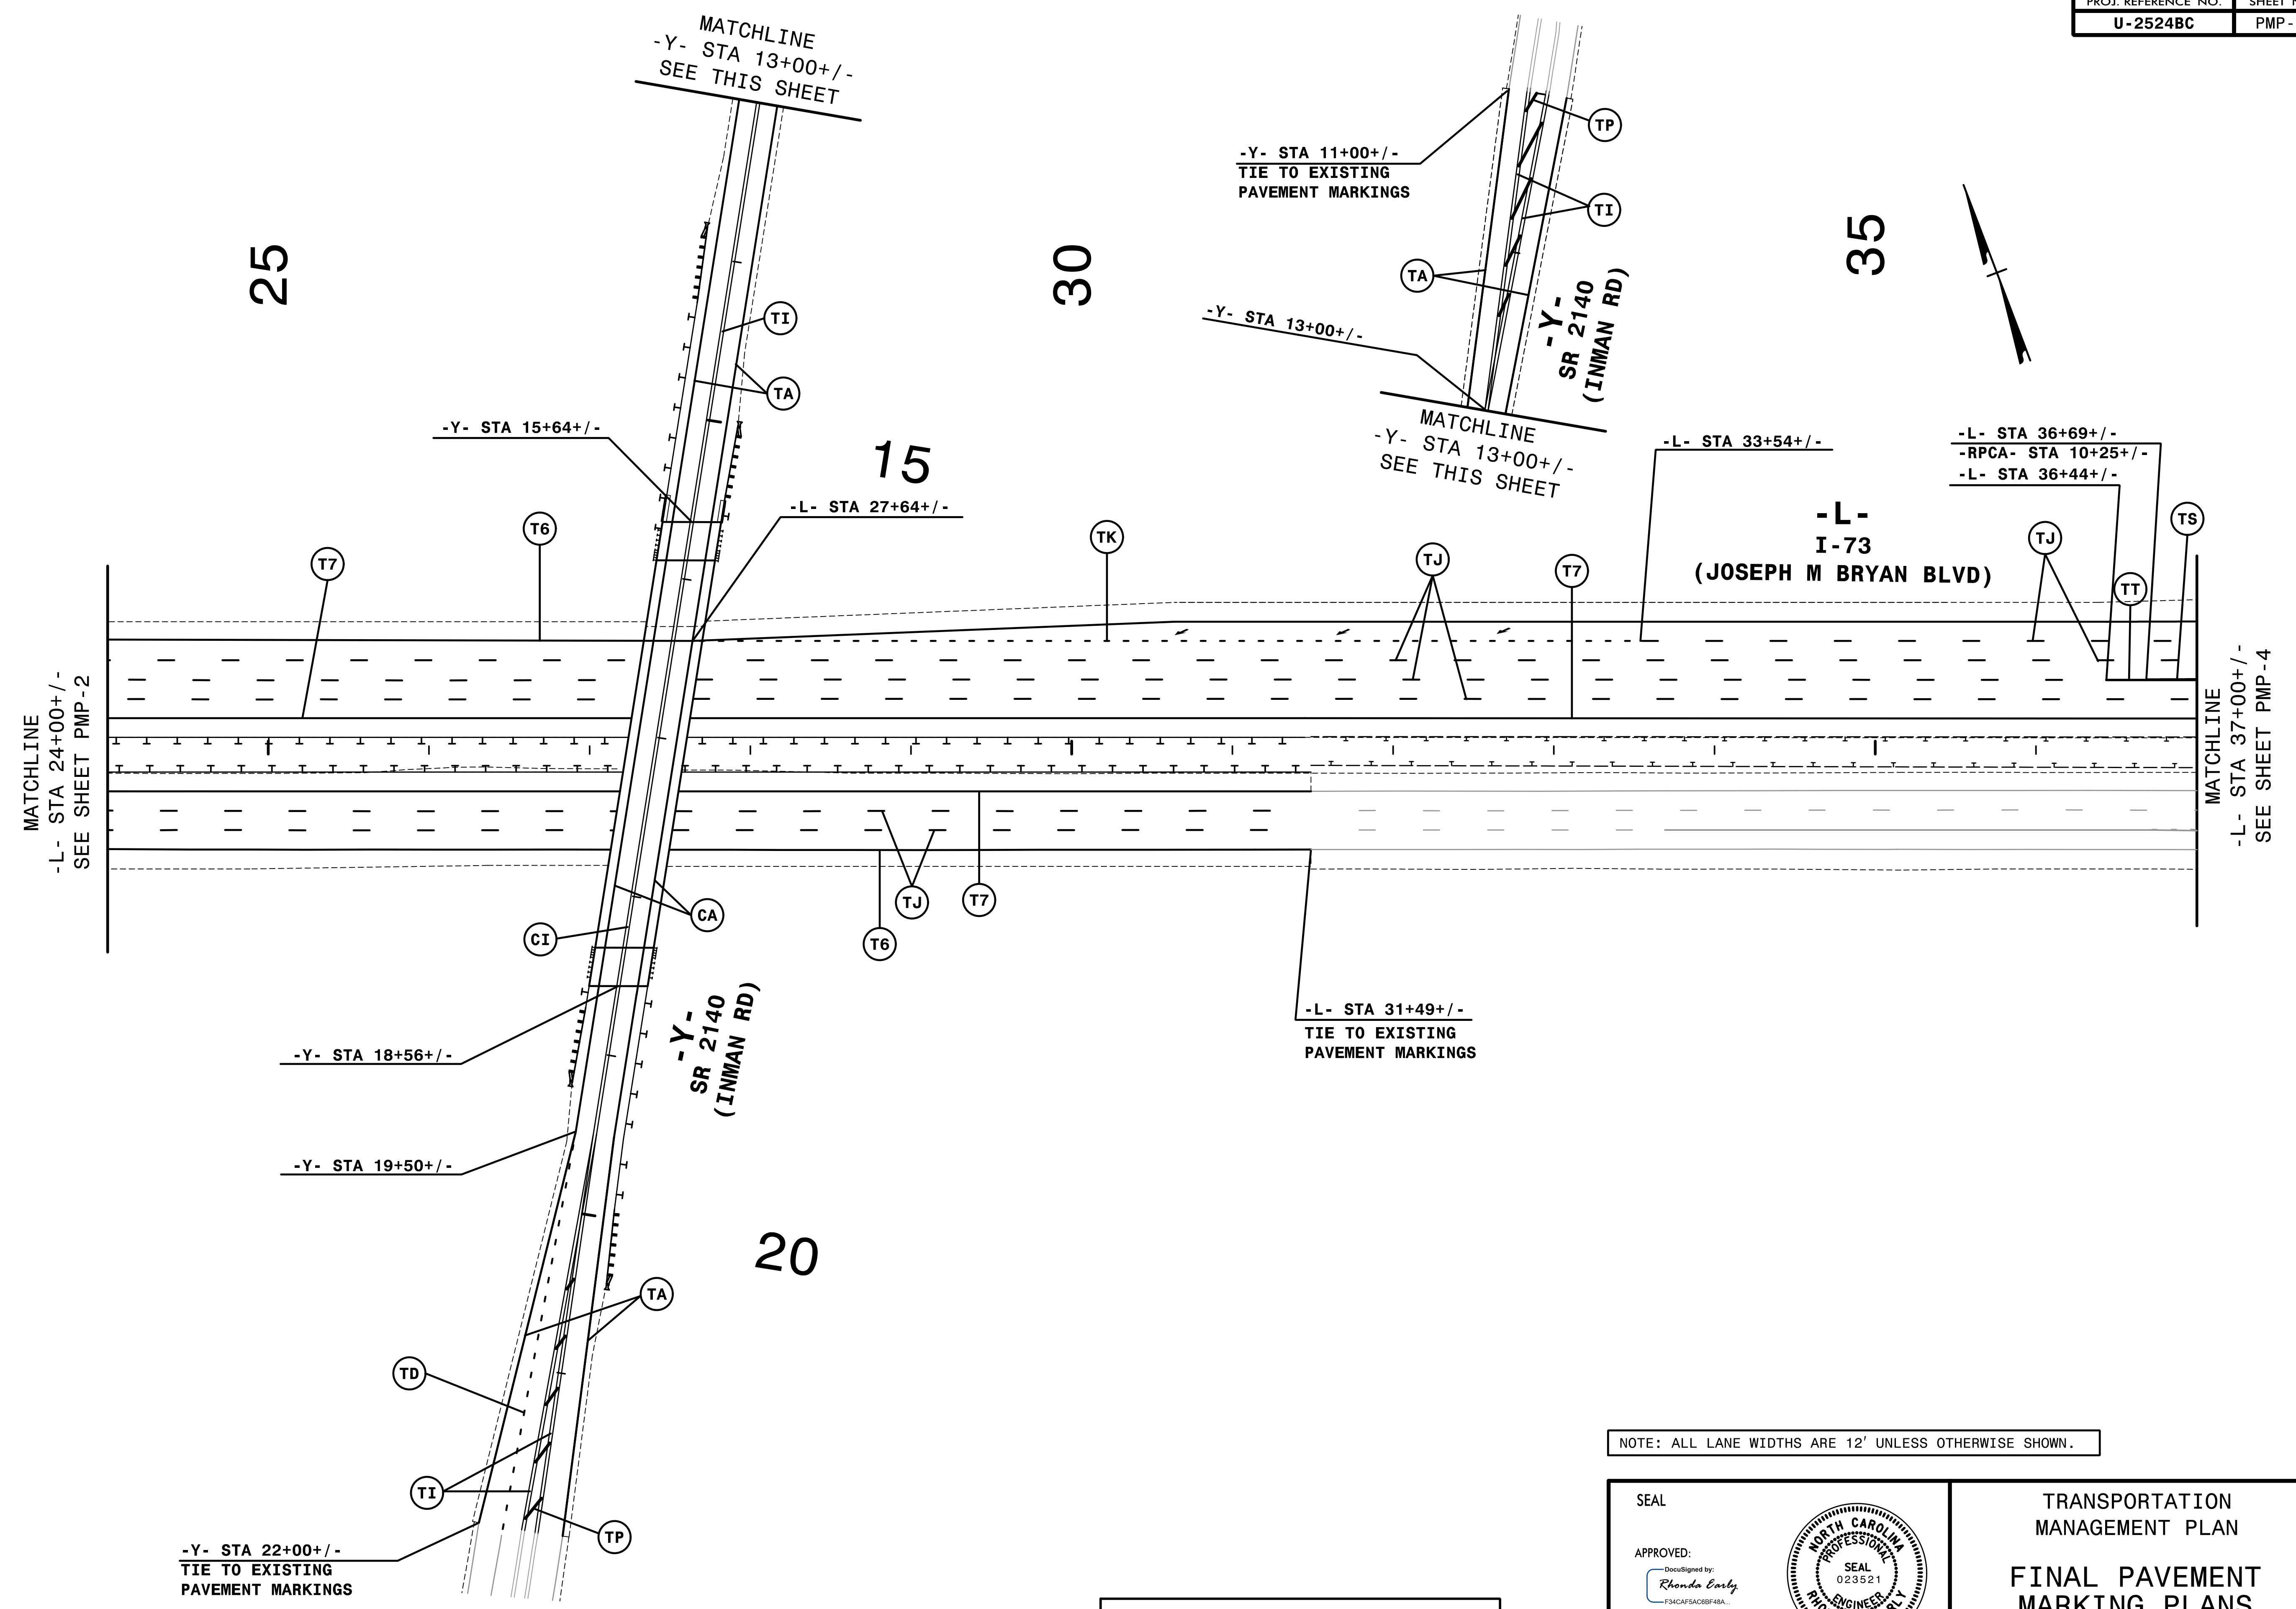 PROJ. REFERENCE NO.
U-2524BC
PMP-
MATCHLINE
-Y- STA 13+00+/-
SEE THIS SHEET
-Y- STA 11+00+/-
TIE TO EXISTING
PAVEMENT MARKINGS
TP
TI
TA
-Y- STA 13+00+/-
-Y-
SR 2140
(INMAN RD)
MATCHLINE
-Y- STA 13+00+/-
SEE THIS SHEET
25
30
35
TI
TA
-Y- STA 15+64+/-
15
-L- STA 27+64+/-
-L- STA 33+54+/-
-L- STA 36+69+/-
-RPCA- STA 10+25+/-
-L- STA 36+44+/-
-L-
I-73
(JOSEPH M BRYAN BLVD)
T7
T6
TK
TJ
T7
TJ
TT
TS
MATCHLINE
-L- STA 24+00+/-
SEE SHEET PMP-2
MATCHLINE
-L- STA 37+00+/-
SEE SHEET PMP-4
CI
CA
T6
TJ
T7
-L- STA 31+49+/-
TIE TO EXISTING
PAVEMENT MARKINGS
-Y-
SR 2140
(INMAN RD)
-Y- STA 18+56+/-
-Y- STA 19+50+/-
20
TA
TD
TI
TP
-Y- STA 22+00+/-
TIE TO EXISTING
PAVEMENT MARKINGS
NOTE: ALL LANE WIDTHS ARE 12' UNLESS OTHERWISE SHOWN.
SEAL
APPROVED:
DocuSigned by:
Rhonda Early
F34CAF5AC6BF48A...
NORTH CAROLINA
PROFESSIONAL
SEAL
023521
ENGINEER
TRANSPORTATION
MANAGEMENT PLAN
FINAL PAVEMENT
MARKING PLANS